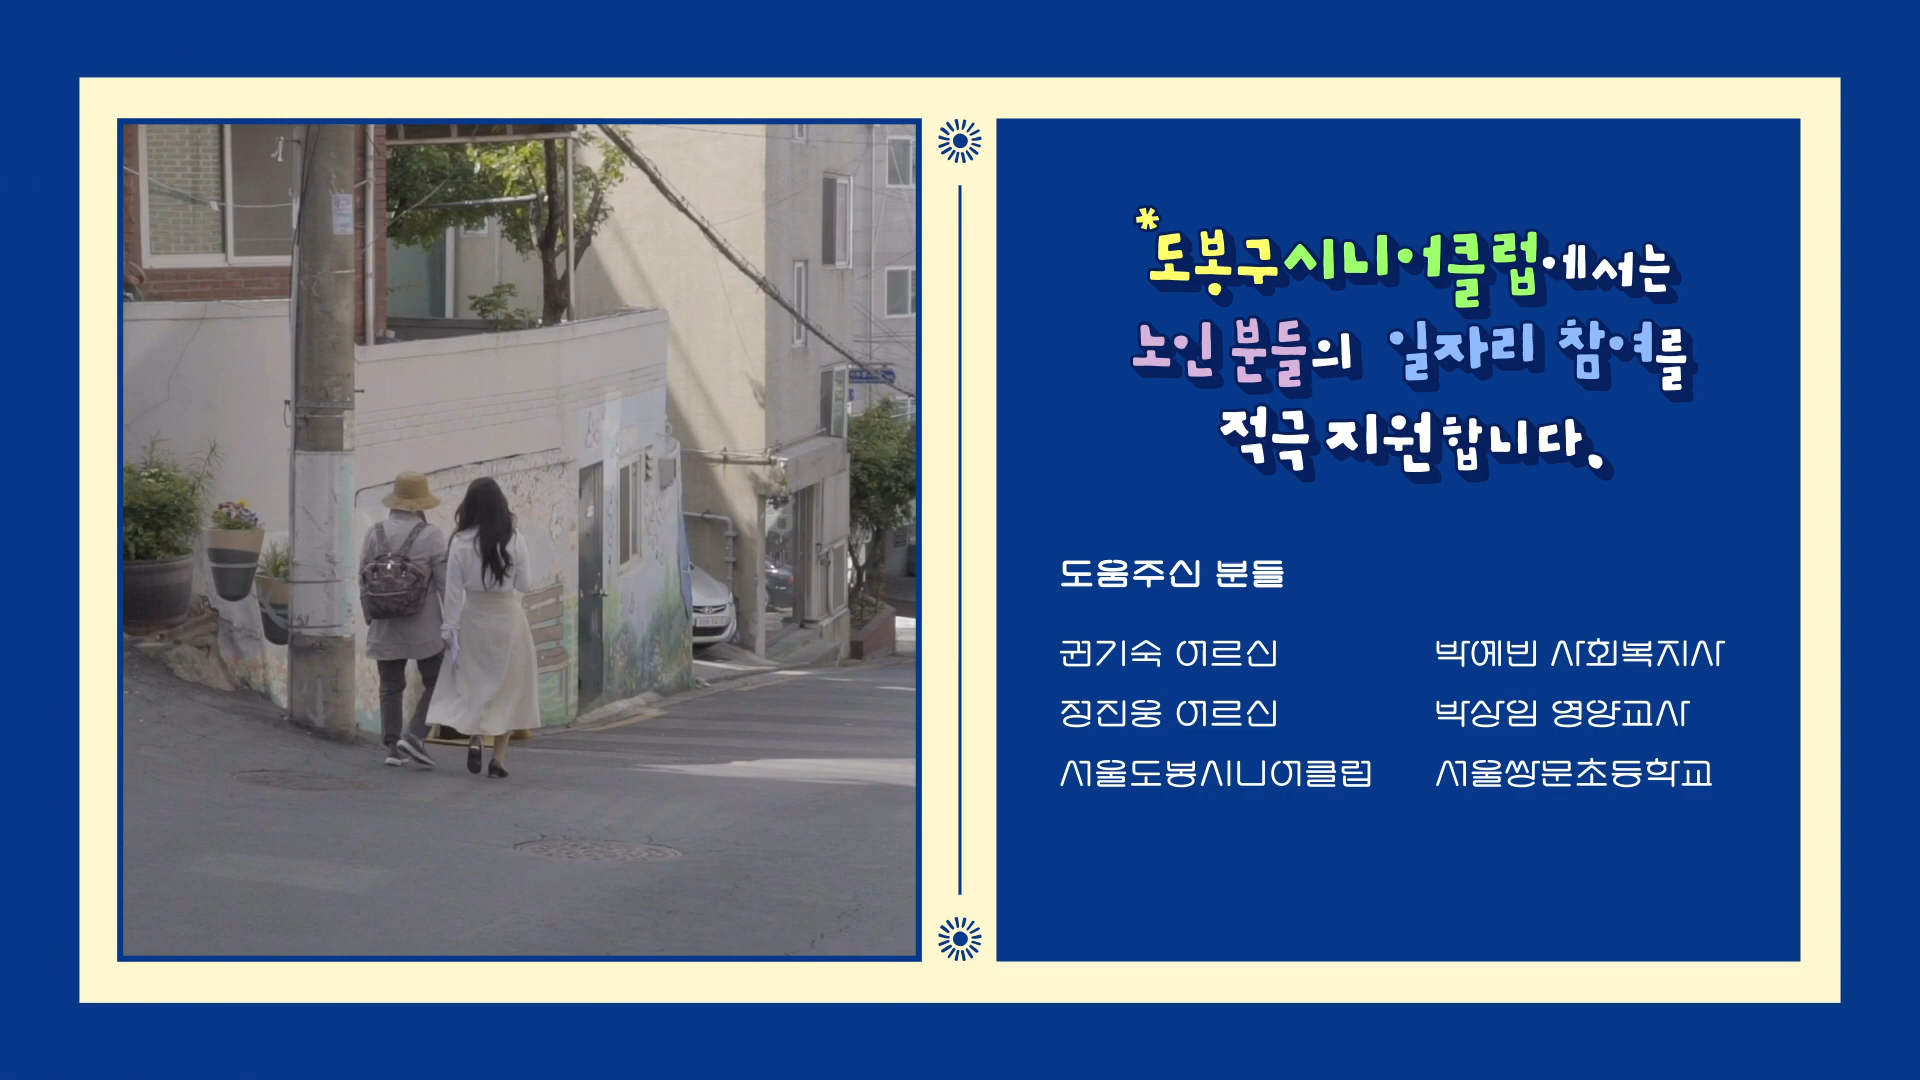 *도봉구시니어클럽에서는
노인분들의 일자리 참여를
적극지원합니다.
도움주신 분들
권기숙 어르신
정진웅 어르신
서울도봉시니어클럽
박예빈 사회복지사
박상임 영양교사
서울쌍문초등학교